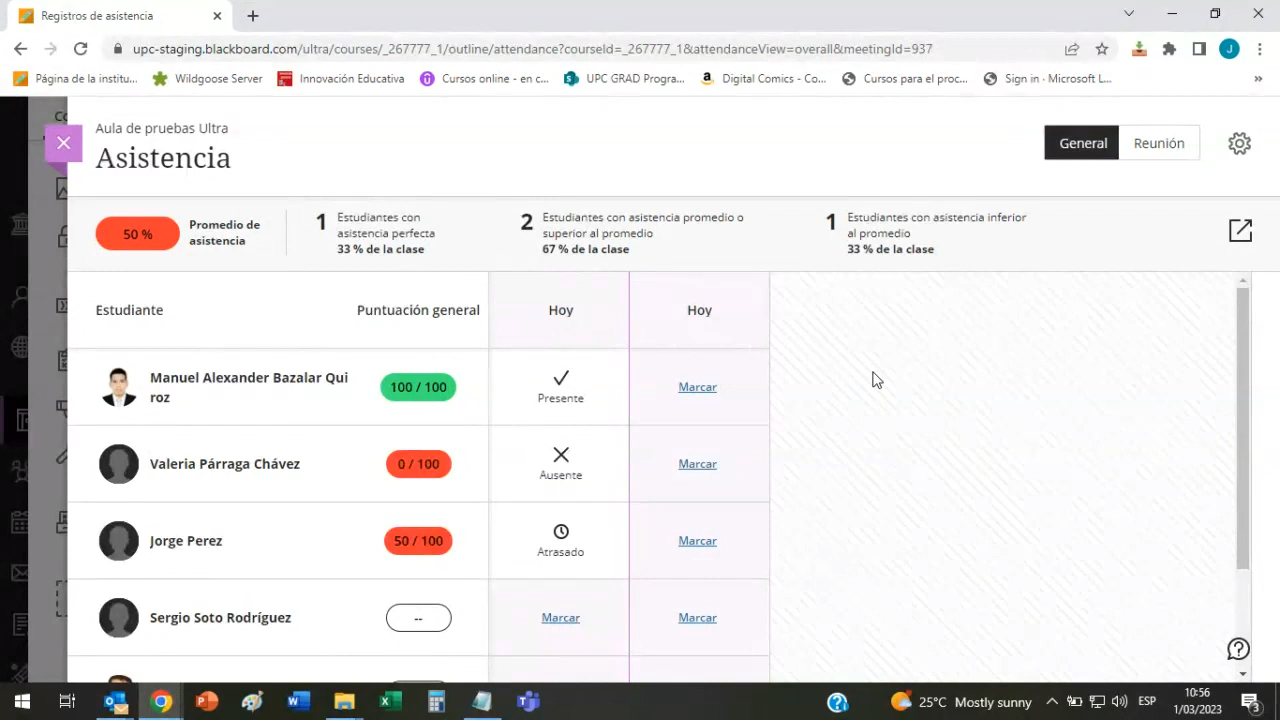 Registros de asistencia
upc-staging.blackboard.com/ultra/courses/_267777_1/outline/attendance?courseId=_267777_1&attendanceView=overall&meetingId=937
J
Página de la institu...
Wildgoose Server
Innovación Educativa
Cursos online - en c...
UPC GRAD Progra...
Digital Comics - Co...
Cursos para el proc...
Sign in · Microsoft L...
»
Aula de pruebas Ultra
Asistencia
General
Reunión
50 %
Promedio de
asistencia
1
Estudiantes con
asistencia perfecta
33 % de la clase
2
Estudiantes con asistencia promedio o
superior al promedio
67 % de la clase
1
Estudiantes con asistencia inferior
al promedio
33 % de la clase
Estudiante
Puntuación general
Hoy
Hoy
Manuel Alexander Bazalar Qui
roz
100 / 100
Presente
Marcar
Valeria Párraga Chávez
0 / 100
Ausente
Marcar
Jorge Perez
50 / 100
Atrasado
Marcar
Sergio Soto Rodríguez
--
Marcar
Marcar
25°C Mostly sunny
ESP
10:56
1/03/2023
3